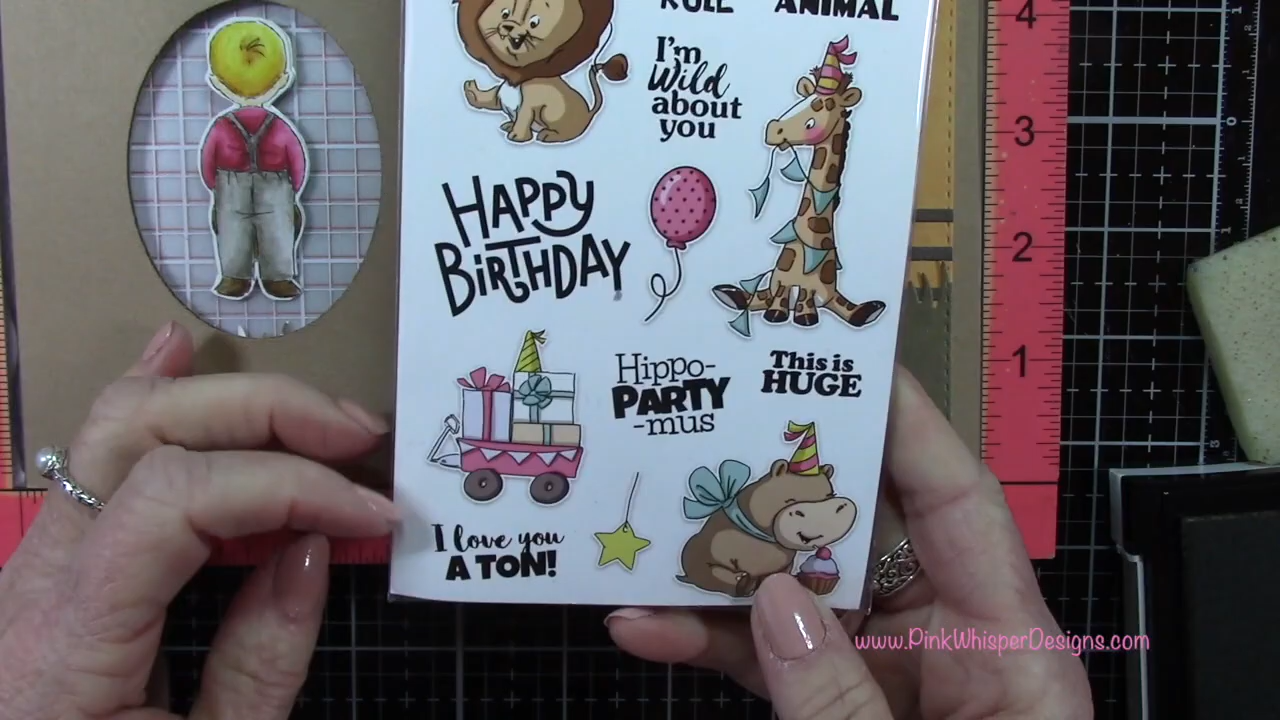 RULE
ANIMAL
I'm
Wild
about
you
HAPPY
BIRTHDAY
Hippo-
PARTY
-mus
This is
HUGE
I love you
A TON!
4
3
2
1
www.PinkWhisperDesigns.com